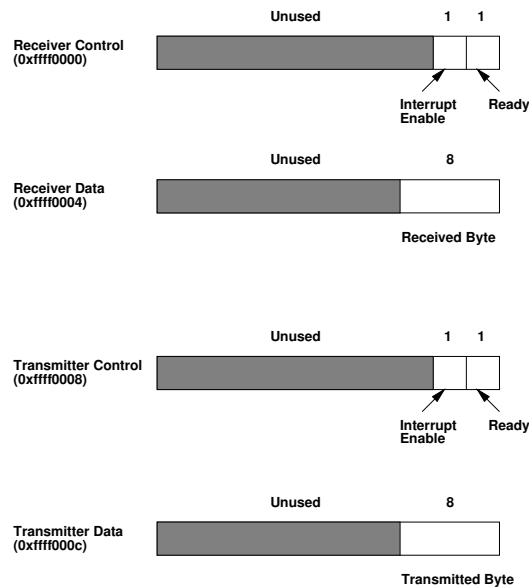 Unused 1 1
Receiver Control
(0xffff0000)
Interrupt Ready
Enable
Unused 8
Receiver Data
(0xffff0004)
Received Byte
Unused 1 1
Transmitter Control
(0xffff0008)
Interrupt Ready
Enable
Unused 8
Transmitter Data
(0xffff000c)
Transmitted Byte